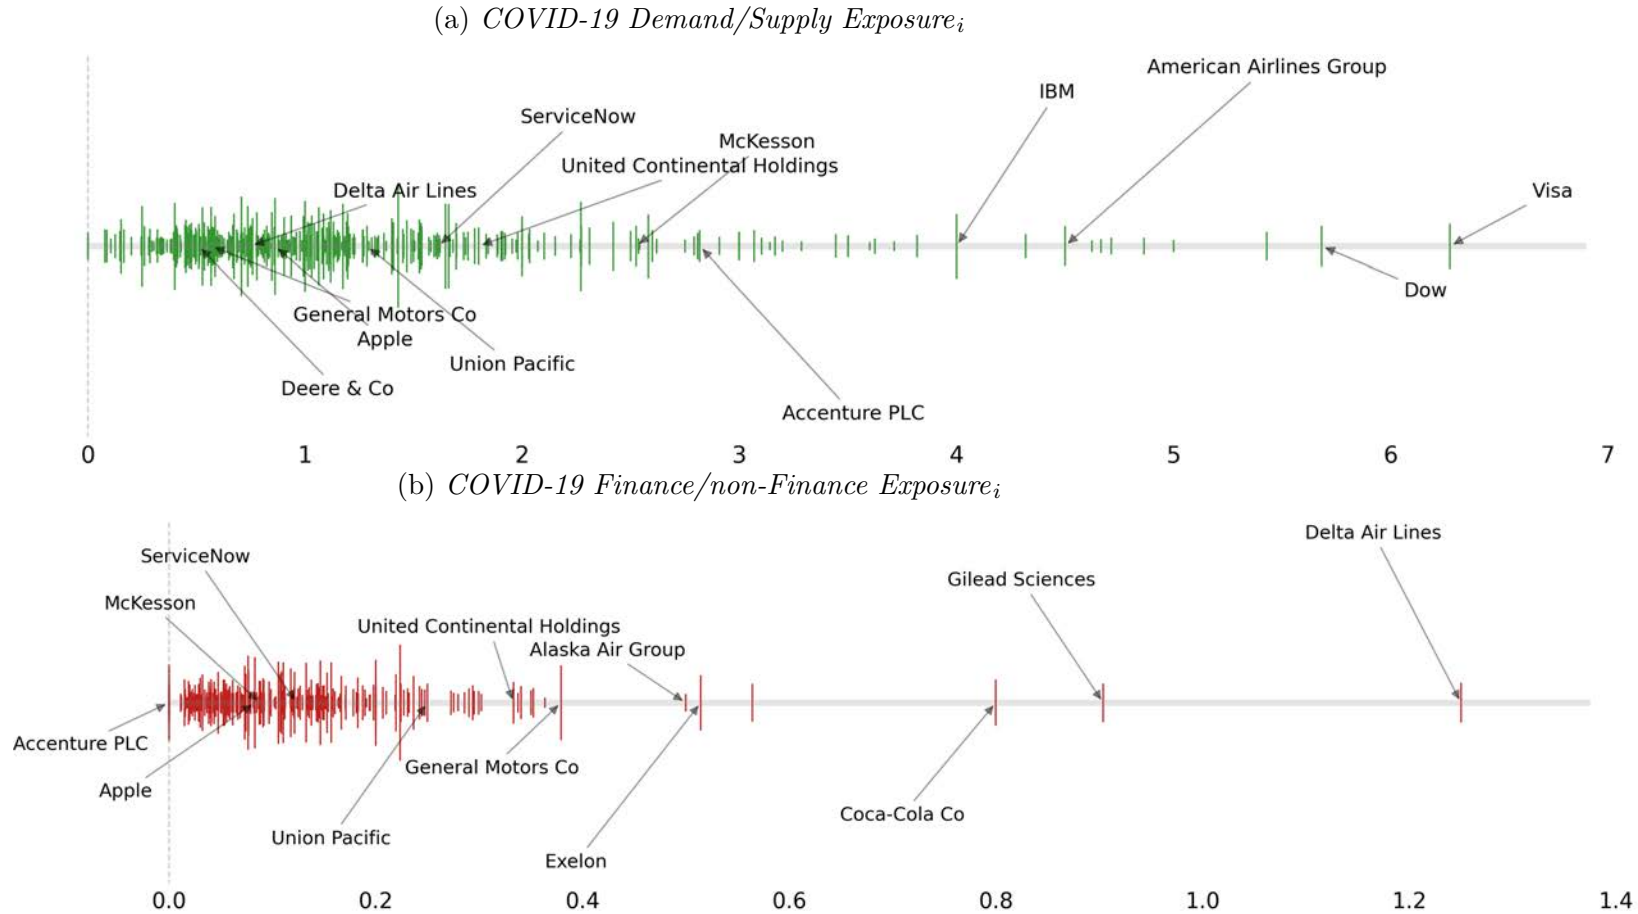 (a) COVID-19 Demand/Supply Exposure_i
American Airlines Group
IBM
ServiceNow
McKesson
United Continental Holdings
Delta Air Lines
Visa
Dow
General Motors Co
Apple
Union Pacific
Deere & Co
Accenture PLC
0 1 2 3 4 5 6 7
(b) COVID-19 Finance/non-Finance Exposure_i
Delta Air Lines
ServiceNow
Gilead Sciences
McKesson
United Continental Holdings
Alaska Air Group
Accenture PLC
General Motors Co
Apple
Coca-Cola Co
Union Pacific
Exelon
0.0 0.2 0.4 0.6 0.8 1.0 1.2 1.4